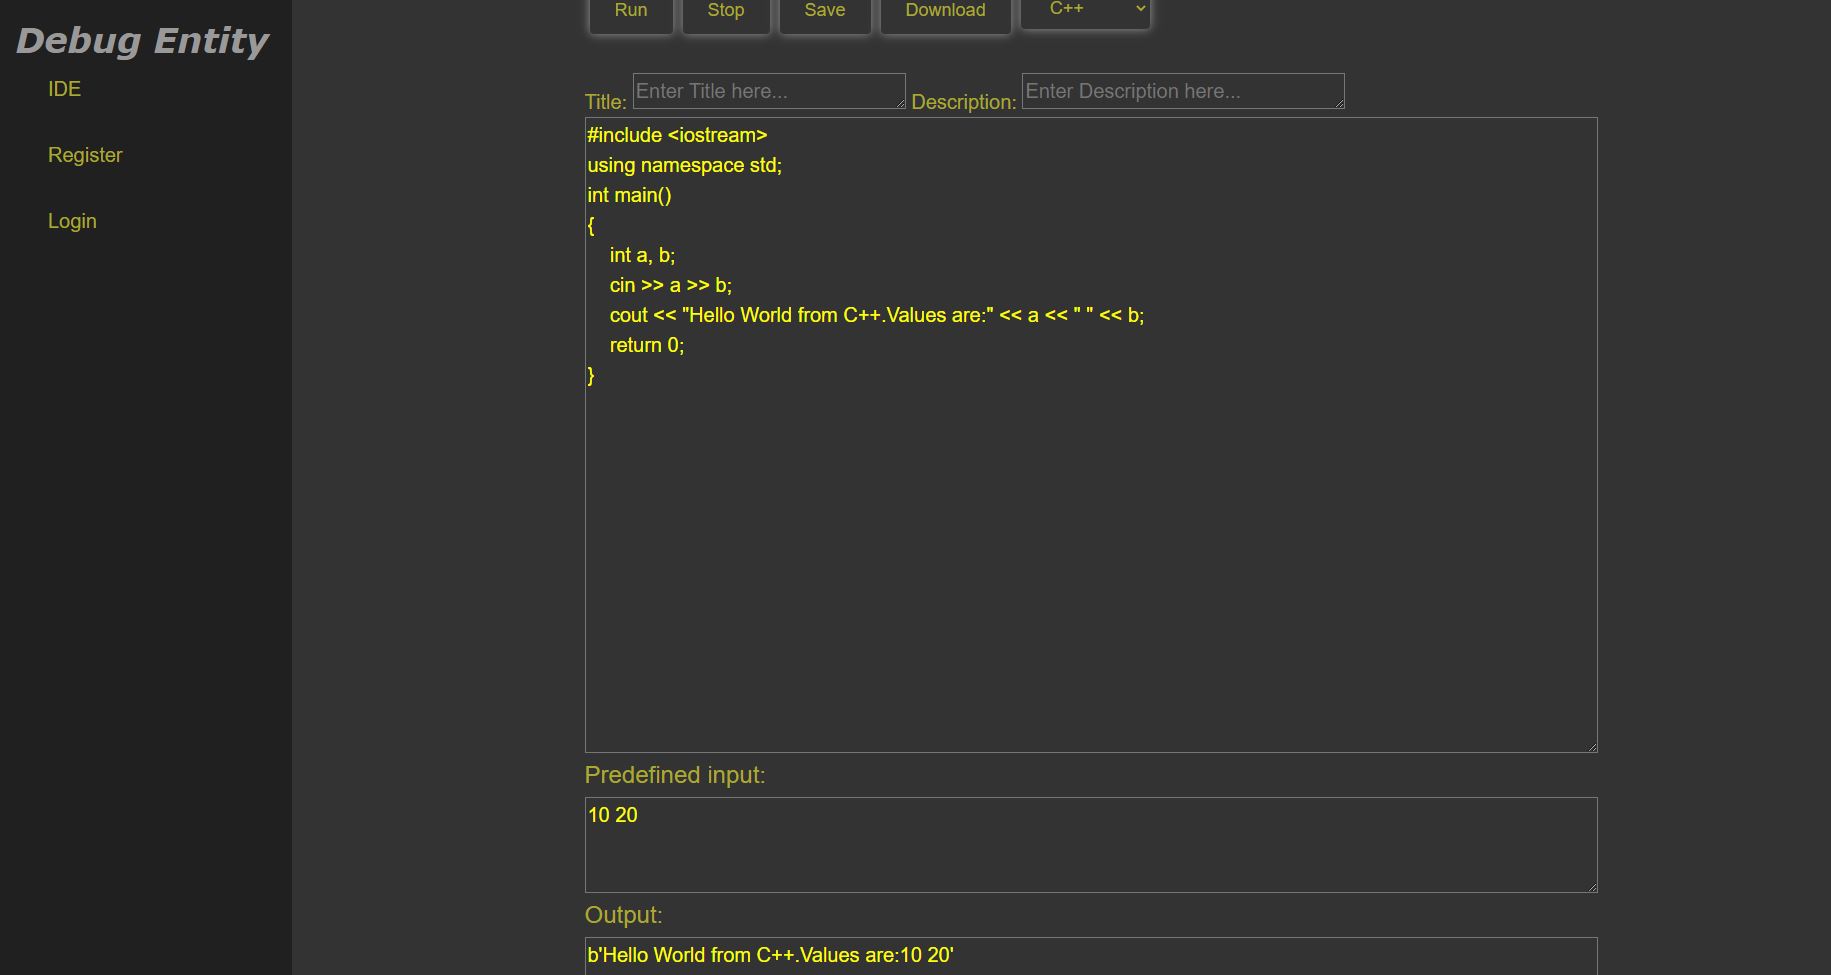 Debug Entity
IDE
Register
Login
Run Stop Save Download C++
Title: Enter Title here... Description: Enter Description here...
#include <iostream>
using namespace std;
int main()
{
    int a, b;
    cin >> a >> b;
    cout << "Hello World from C++.Values are:" << a << " " << b;
    return 0;
}
Predefined input:
10 20
Output:
b'Hello World from C++.Values are:10 20'